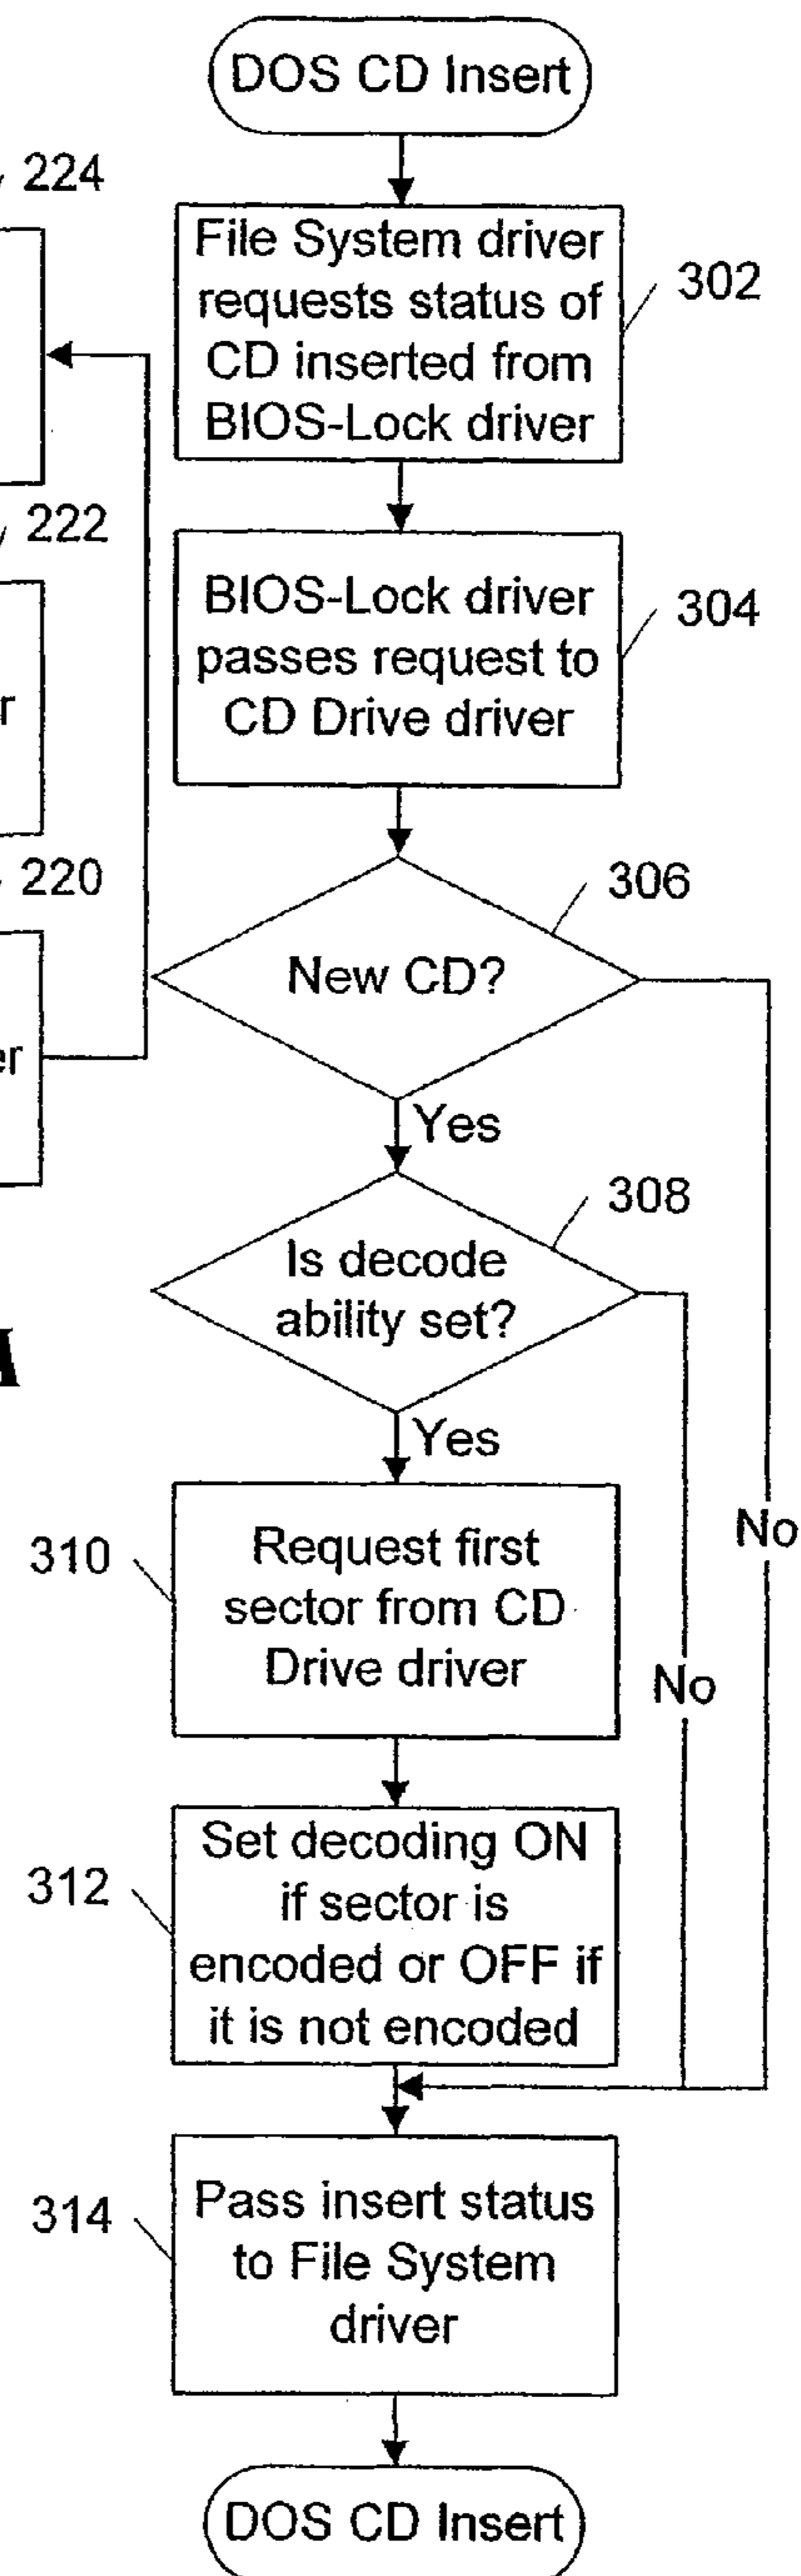 DOS CD Insert
224
File System driver
requests status of
CD inserted from
BIOS-Lock driver
302
222
BIOS-Lock driver
passes request to
CD Drive driver
304
r
220
New CD?
306
er
Yes
Is decode
ability set?
308
A
Yes
Request first
sector from CD
Drive driver
310
No
No
Set decoding ON
if sector is
encoded or OFF if
it is not encoded
312
Pass insert status
to File System
driver
314
DOS CD Insert